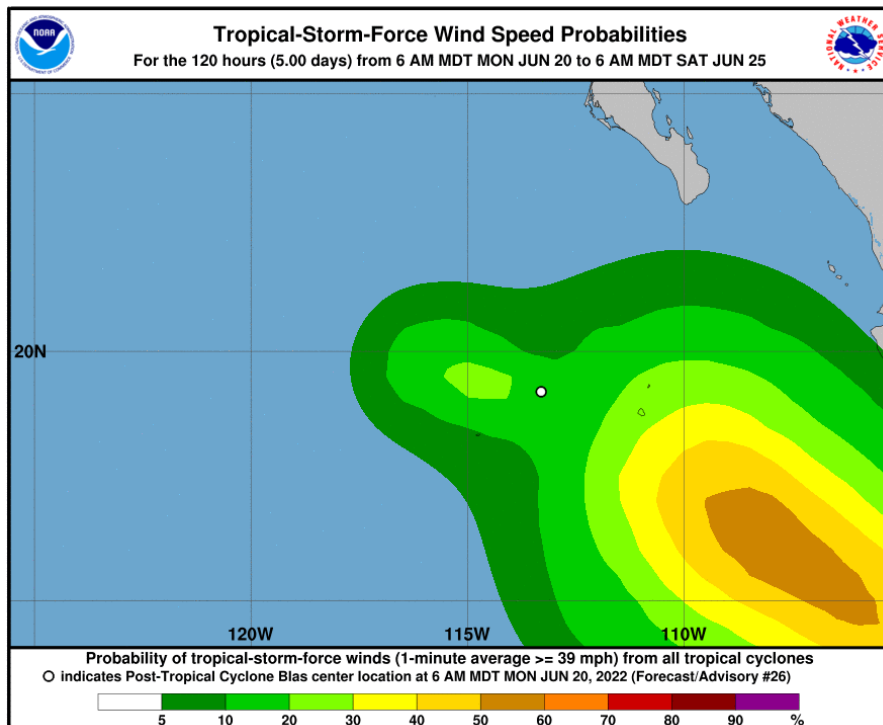 NOAA
Tropical-Storm-Force Wind Speed Probabilities
For the 120 hours (5.00 days) from 6 AM MDT MON JUN 20 to 6 AM MDT SAT JUN 25
NATIONAL WEATHER SERVICE
20N
120W 115W 110W
Probability of tropical-storm-force winds (1-minute average >= 39 mph) from all tropical cyclones
indicates Post-Tropical Cyclone Blas center location at 6 AM MDT MON JUN 20, 2022 (Forecast/Advisory #26)
5 10 20 30 40 50 60 70 80 90 %